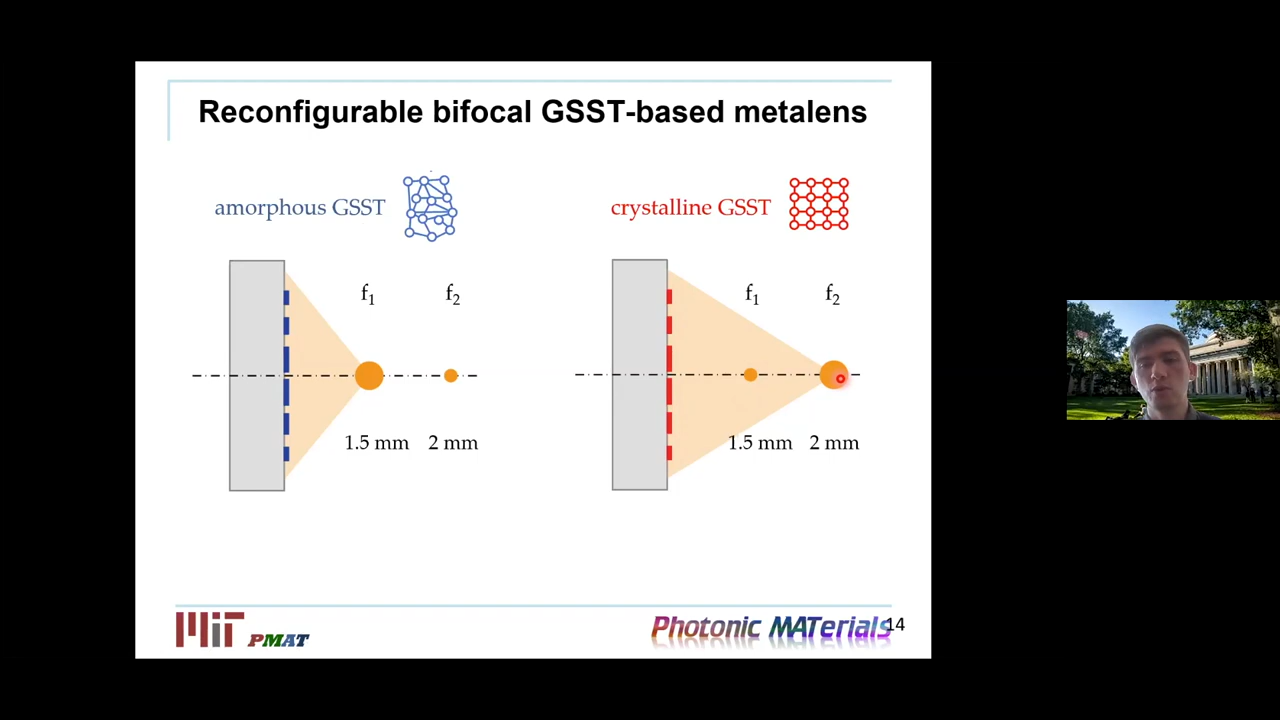 Reconfigurable bifocal GSST-based metalens
amorphous GSST
crystalline GSST
f1 f2
f1 f2
1.5 mm 2 mm
1.5 mm 2 mm
MIT PMAT
Photonic MATerials 14